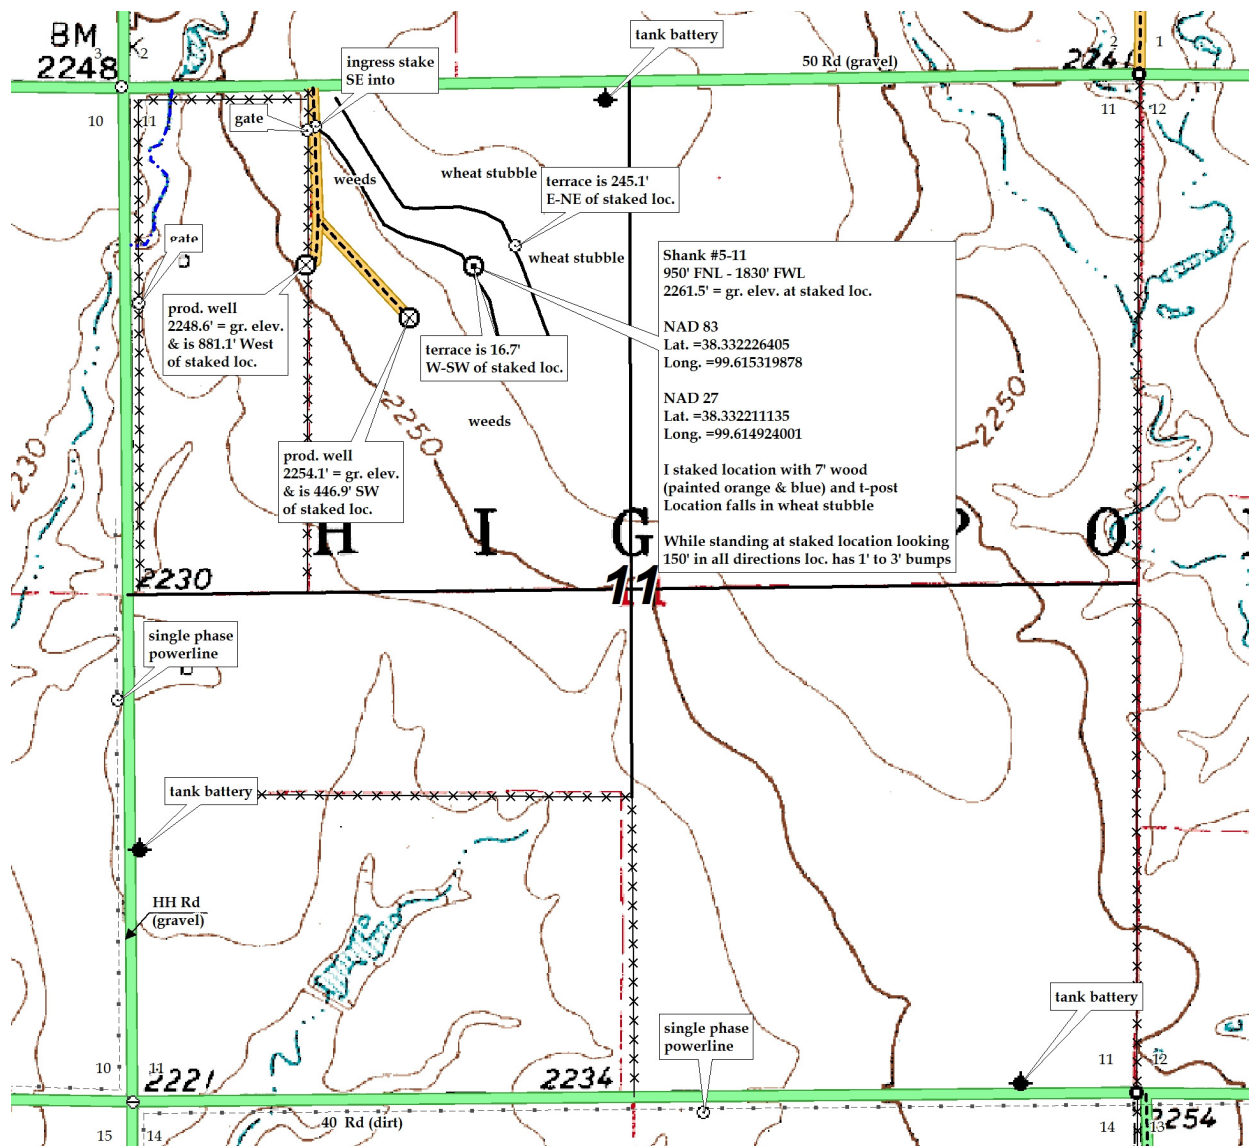 BM
3
2
2248
ingress stake
SE into
tank battery
50 Rd (gravel)
2
1
10
11
gate
11
12
weeds
wheat stubble
terrace is 245.1'
E-NE of staked loc.
gate
wheat stubble
Shank #5-11
950' FNL - 1830' FWL
2261.5' = gr. elev. at staked loc.
NAD 83
Lat. =38.332226405
Long. =99.615319878
NAD 27
Lat. =38.332211135
Long. =99.614924001
I staked location with 7' wood
(painted orange & blue) and t-post
Location falls in wheat stubble
While standing at staked location looking
150' in all directions loc. has 1' to 3' bumps
prod. well
2248.6' = gr. elev.
& is 881.1' West
of staked loc.
terrace is 16.7'
W-SW of staked loc.
2250
2250
weeds
2230
prod. well
2254.1' = gr. elev.
& is 446.9' SW
of staked loc.
H I G P O
11
2230
single phase
powerline
tank battery
HH Rd
(gravel)
tank battery
single phase
powerline
10
11
11
12
2221
2234
40 Rd (dirt)
2254
15
14
14
13